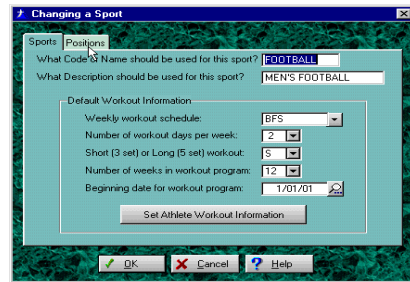 Changing a Sport
Sports Positions
What Code & Name should be used for this sport? FOOTBALL
What Description should be used for this sport? MEN'S FOOTBALL
Default Workout Information
Weekly workout schedule: BFS
Number of workout days per week: 2
Short (3 set) or Long (5 set) workout: S
Number of weeks in workout program: 12
Beginning date for workout program: 1/01/01
Set Athlete Workout Information
OK Cancel ? Help